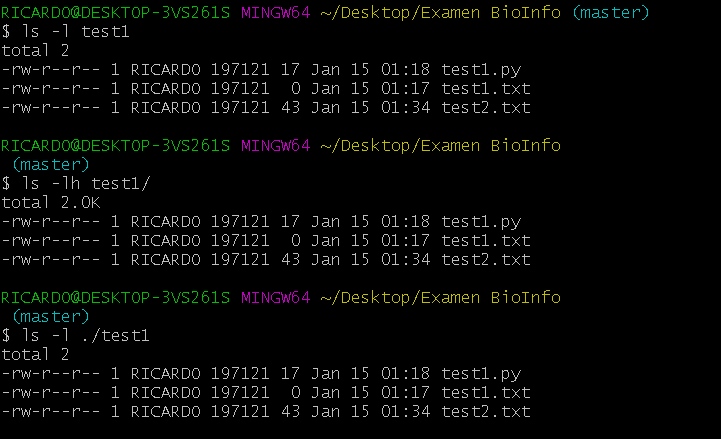 RICARDO@DESKTOP-3VS261S MINGW64 ~/Desktop/Examen BioInfo (master)
$ ls -l test1
total 2
-rw-r--r-- 1 RICARDO 197121 17 Jan 15 01:18 test1.py
-rw-r--r-- 1 RICARDO 197121  0 Jan 15 01:17 test1.txt
-rw-r--r-- 1 RICARDO 197121 43 Jan 15 01:34 test2.txt
RICARDO@DESKTOP-3VS261S MINGW64 ~/Desktop/Examen BioInfo
(master)
$ ls -lh test1/
total 2.0K
-rw-r--r-- 1 RICARDO 197121 17 Jan 15 01:18 test1.py
-rw-r--r-- 1 RICARDO 197121  0 Jan 15 01:17 test1.txt
-rw-r--r-- 1 RICARDO 197121 43 Jan 15 01:34 test2.txt
RICARDO@DESKTOP-3VS261S MINGW64 ~/Desktop/Examen BioInfo
(master)
$ ls -l ./test1
total 2
-rw-r--r-- 1 RICARDO 197121 17 Jan 15 01:18 test1.py
-rw-r--r-- 1 RICARDO 197121  0 Jan 15 01:17 test1.txt
-rw-r--r-- 1 RICARDO 197121 43 Jan 15 01:34 test2.txt